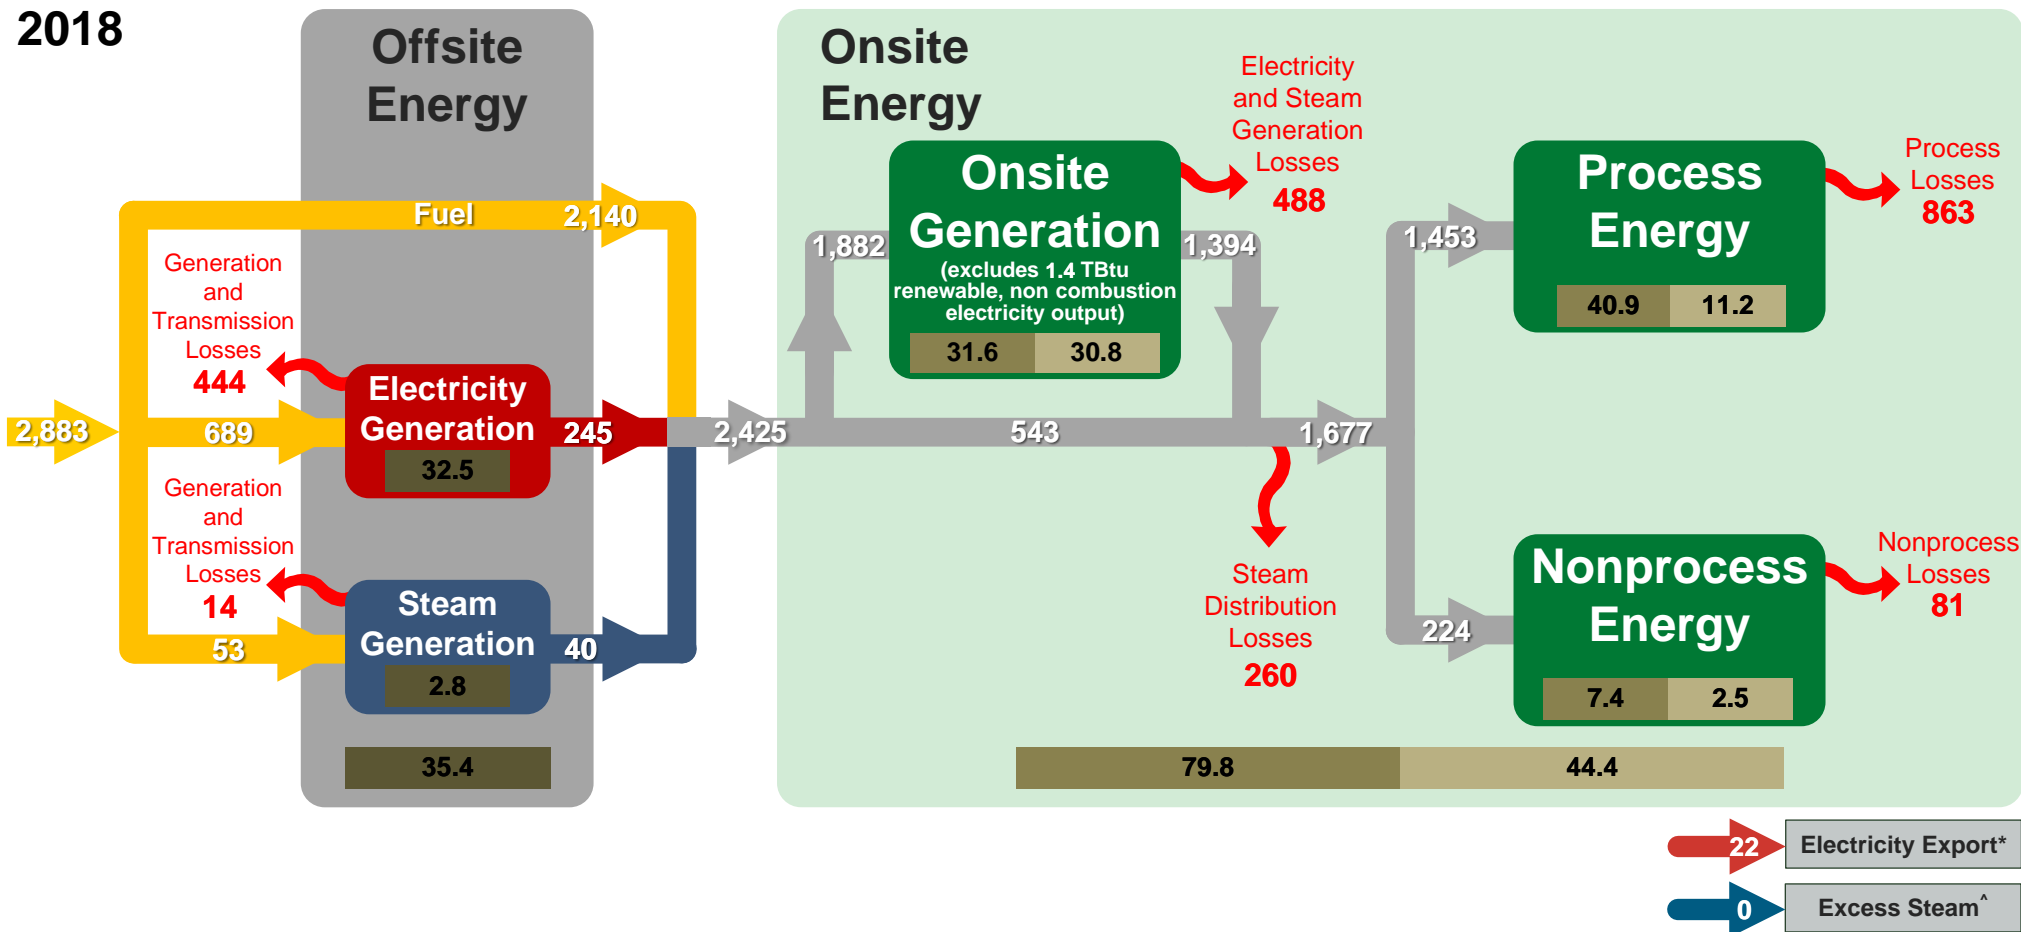 2018
Offsite
Energy
Fuel
2,140
Generation
and
Transmission
Losses
444
2,883
689
Electricity
Generation
32.5
245
Generation
and
Transmission
Losses
14
53
Steam
Generation
2.8
40
35.4
2,425
Onsite
Energy
1,882
Onsite
Generation
(excludes 1.4 TBtu
renewable, non combustion
electricity output)
31.6 30.8
Electricity
and Steam
Generation
Losses
488
1,394
543
1,677
Steam
Distribution
Losses
260
1,453
Process
Energy
40.9 11.2
Process
Losses
863
224
Nonprocess
Energy
7.4 2.5
Nonprocess
Losses
81
79.8 44.4
22 Electricity Export*
0 Excess Steam^